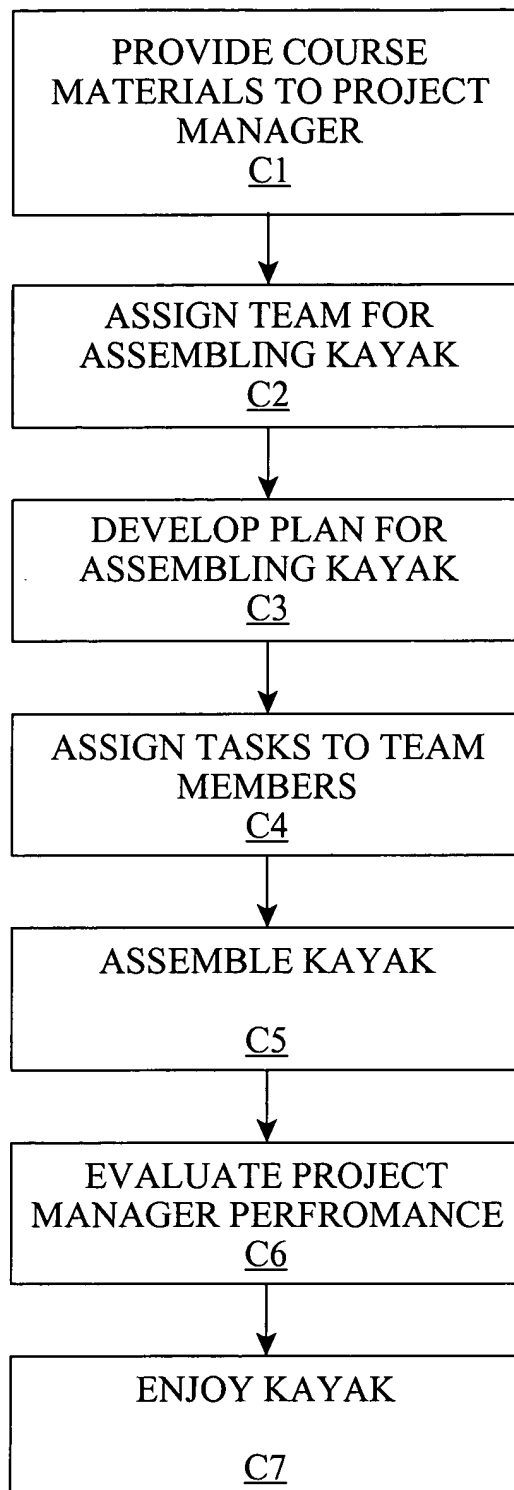 PROVIDE COURSE
MATERIALS TO PROJECT
MANAGER
C1
ASSIGN TEAM FOR
ASSEMBLING KAYAK
C2
DEVELOP PLAN FOR
ASSEMBLING KAYAK
C3
ASSIGN TASKS TO TEAM
MEMBERS
C4
ASSEMBLE KAYAK
C5
EVALUATE PROJECT
MANAGER PERFROMANCE
C6
ENJOY KAYAK
C7